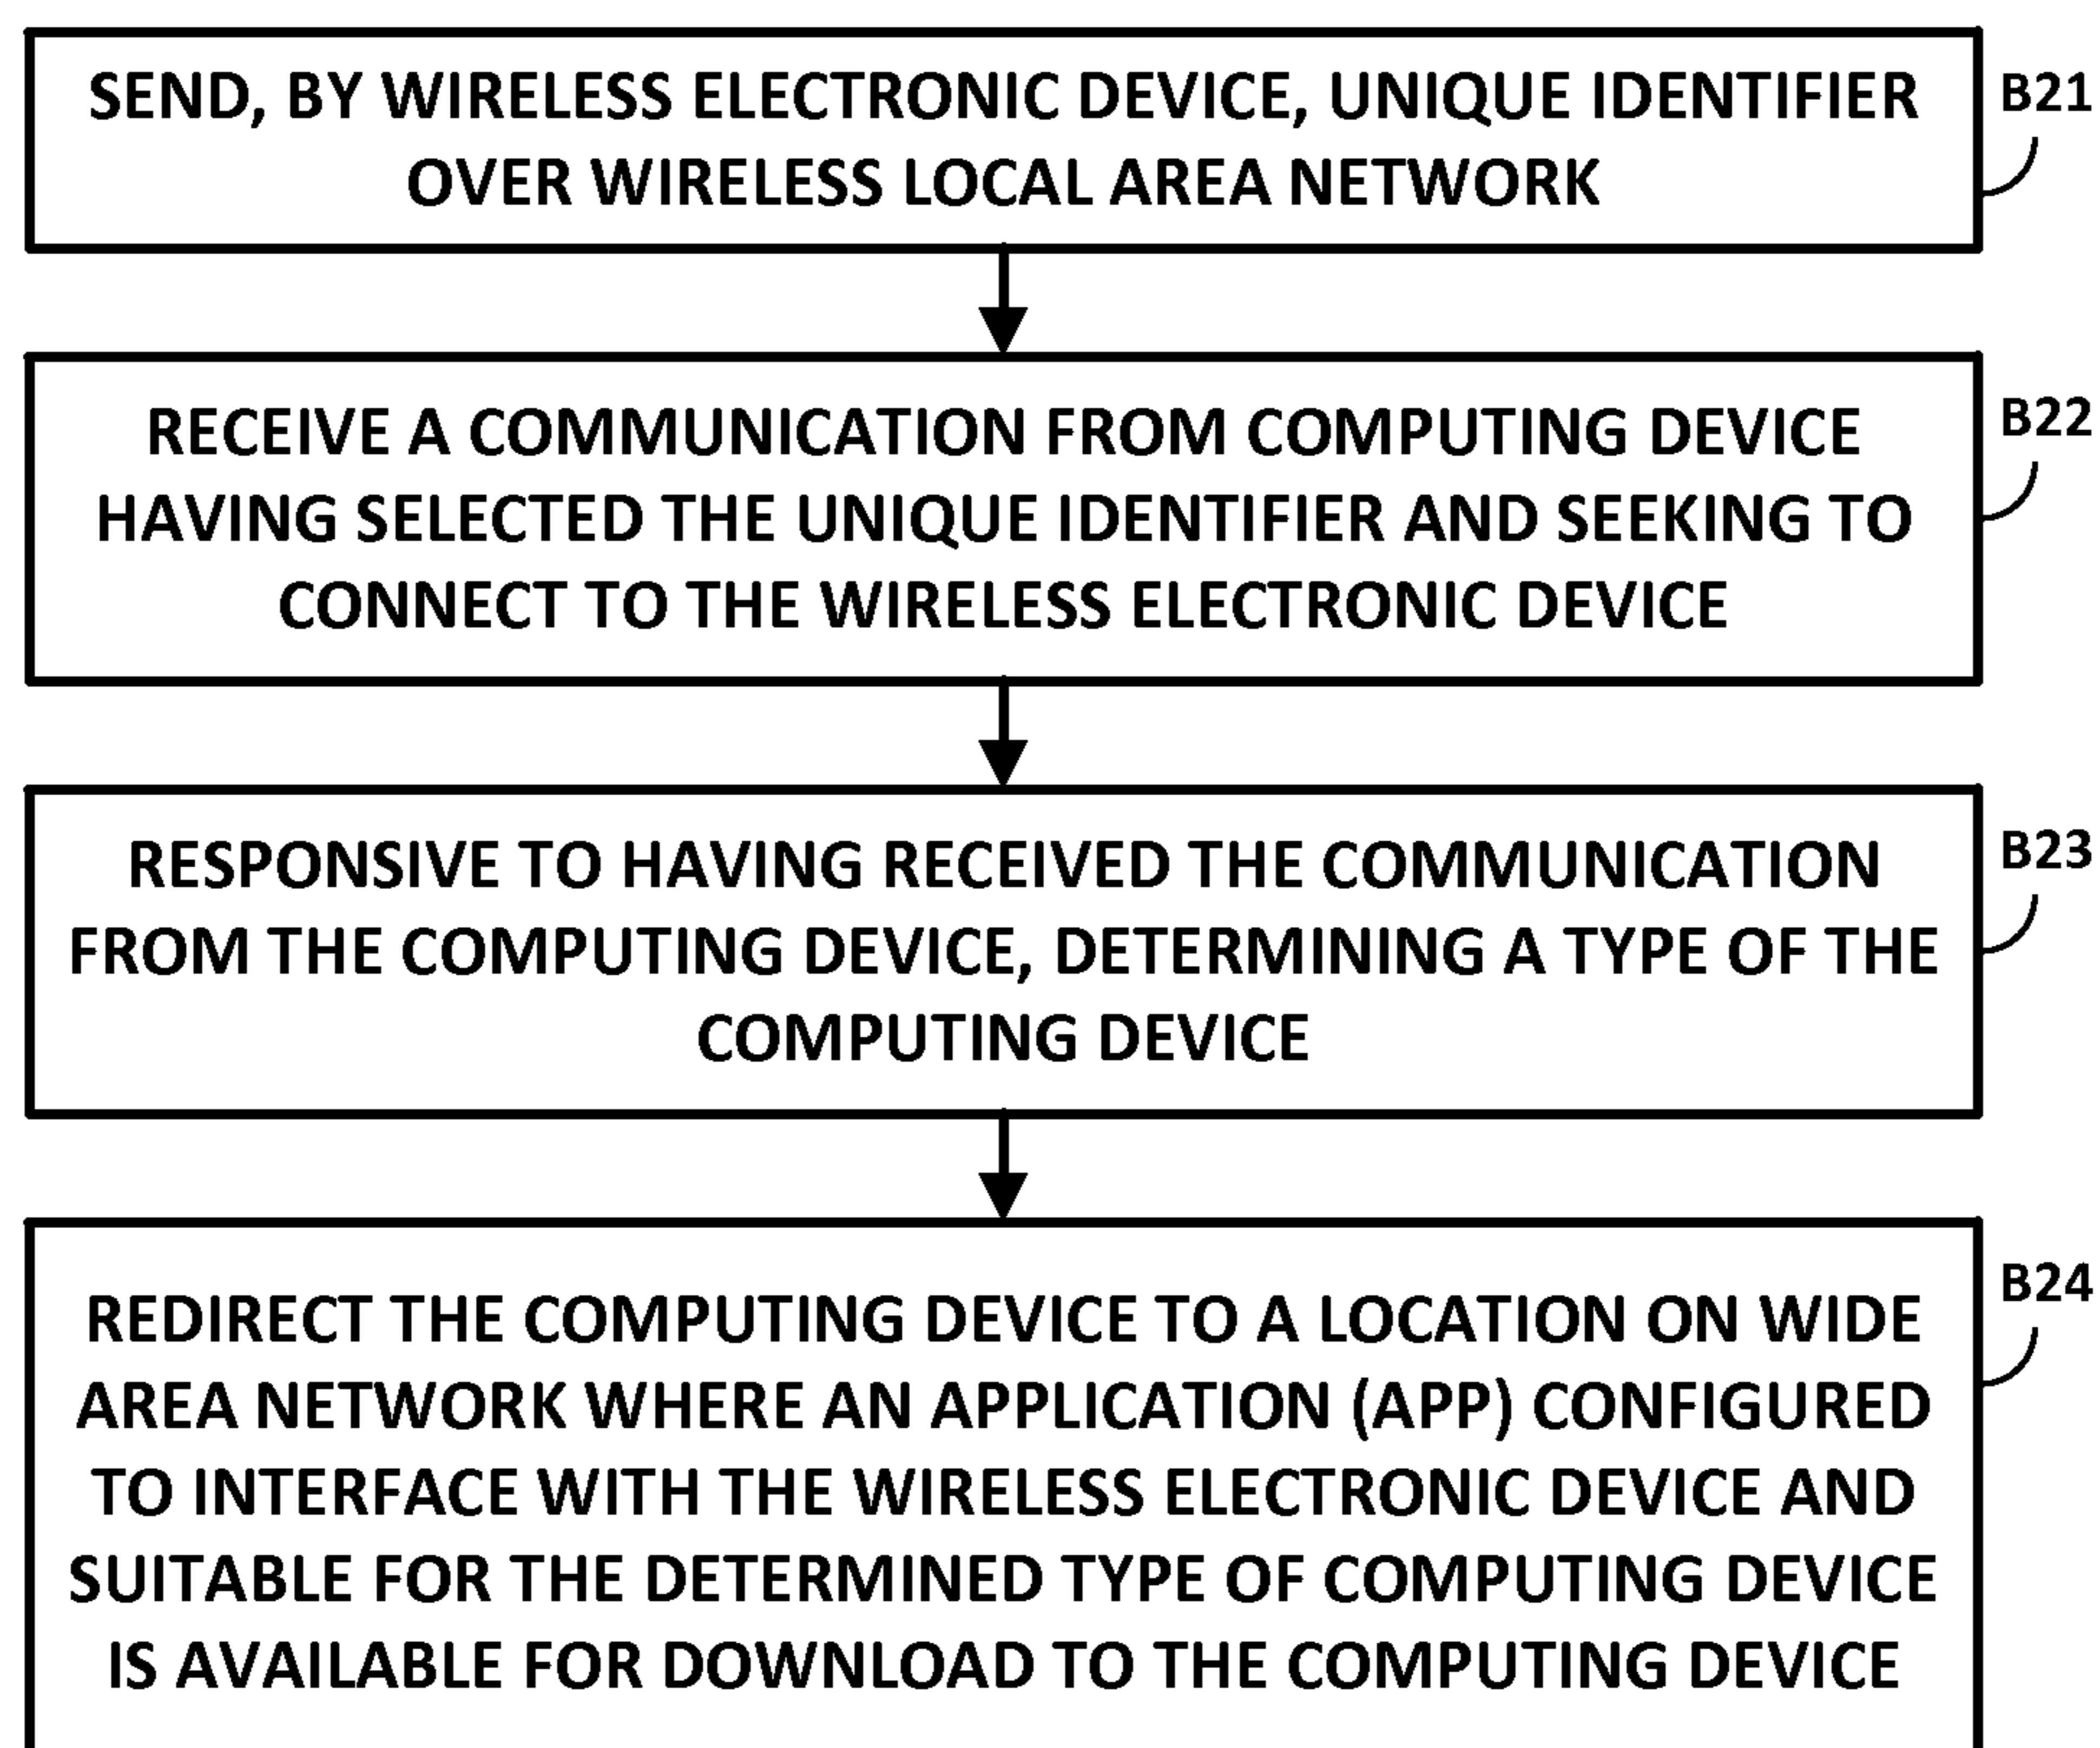 SEND, BY WIRELESS ELECTRONIC DEVICE, UNIQUE IDENTIFIER
OVER WIRELESS LOCAL AREA NETWORK
B21
RECEIVE A COMMUNICATION FROM COMPUTING DEVICE
HAVING SELECTED THE UNIQUE IDENTIFIER AND SEEKING TO
CONNECT TO THE WIRELESS ELECTRONIC DEVICE
B22
RESPONSIVE TO HAVING RECEIVED THE COMMUNICATION
FROM THE COMPUTING DEVICE, DETERMINING A TYPE OF THE
COMPUTING DEVICE
B23
REDIRECT THE COMPUTING DEVICE TO A LOCATION ON WIDE
AREA NETWORK WHERE AN APPLICATION (APP) CONFIGURED
TO INTERFACE WITH THE WIRELESS ELECTRONIC DEVICE AND
SUITABLE FOR THE DETERMINED TYPE OF COMPUTING DEVICE
IS AVAILABLE FOR DOWNLOAD TO THE COMPUTING DEVICE
B24